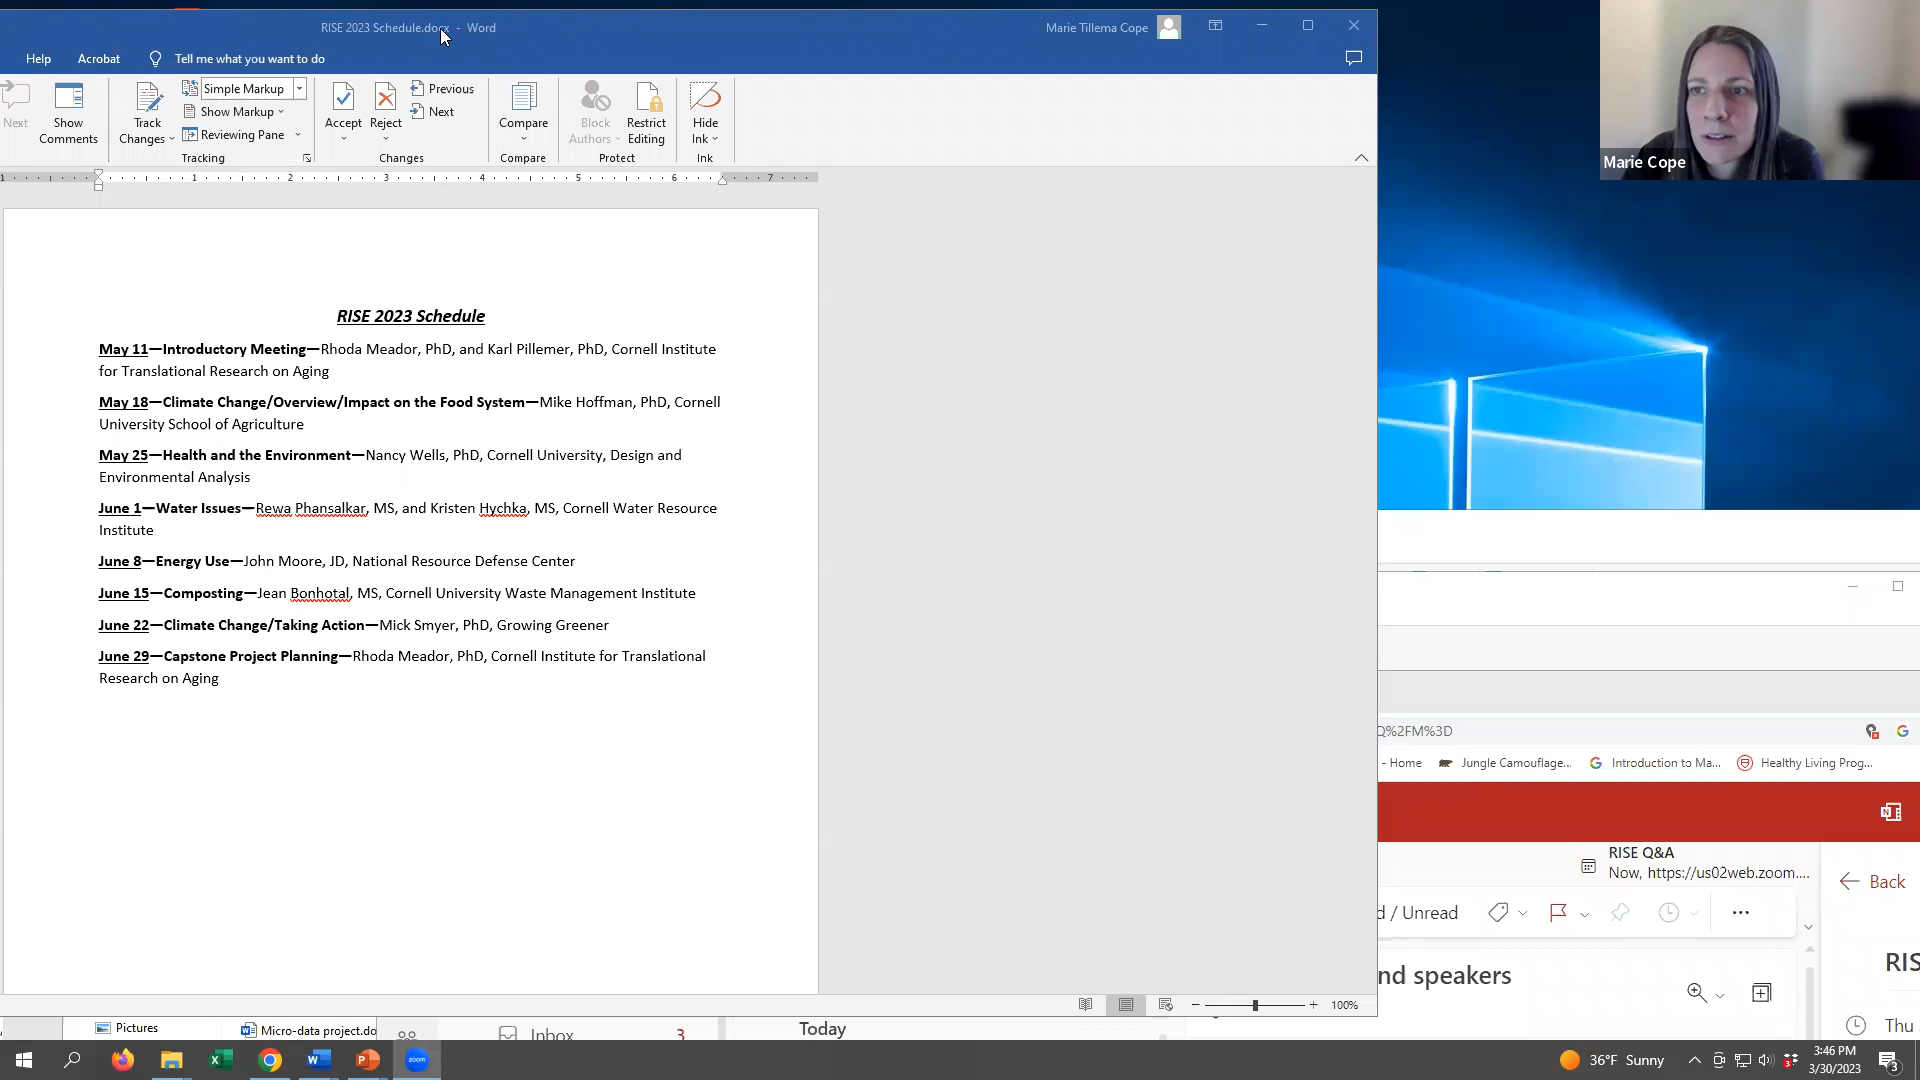 RISE 2023 Schedule.docx - Word
Marie Tillema Cope
Help
Acrobat
Tell me what you want to do
Next
Show Comments
Track Changes
Simple Markup
Show Markup
Reviewing Pane
Tracking
Accept
Reject
Previous
Next
Changes
Compare
Compare
Block Authors
Restrict Editing
Protect
Hide Ink
Ink
1 1 2 3 4 5 6 7
Marie Cope
RISE 2023 Schedule
May 11—Introductory Meeting—Rhoda Meador, PhD, and Karl Pillemer, PhD, Cornell Institute
for Translational Research on Aging
May 18—Climate Change/Overview/Impact on the Food System—Mike Hoffman, PhD, Cornell
University School of Agriculture
May 25—Health and the Environment—Nancy Wells, PhD, Cornell University, Design and
Environmental Analysis
June 1—Water Issues—Rewa Phansalkar, MS, and Kristen Hychka, MS, Cornell Water Resource
Institute
June 8—Energy Use—John Moore, JD, National Resource Defense Center
June 15—Composting—Jean Bonhotal, MS, Cornell University Waste Management Institute
June 22—Climate Change/Taking Action—Mick Smyer, PhD, Growing Greener
June 29—Capstone Project Planning—Rhoda Meador, PhD, Cornell Institute for Translational
Research on Aging
Q%2FM%3D
- Home
Jungle Camouflage...
Introduction to Ma...
Healthy Living Prog...
RISE Q&A
Now, https://us02web.zoom....
Back
d / Unread
nd speakers
RIS
Thu
100%
Pictures
Micro-data project.do
Inbox
3
Today
zoom
36°F Sunny
3:46 PM
3/30/2023
3